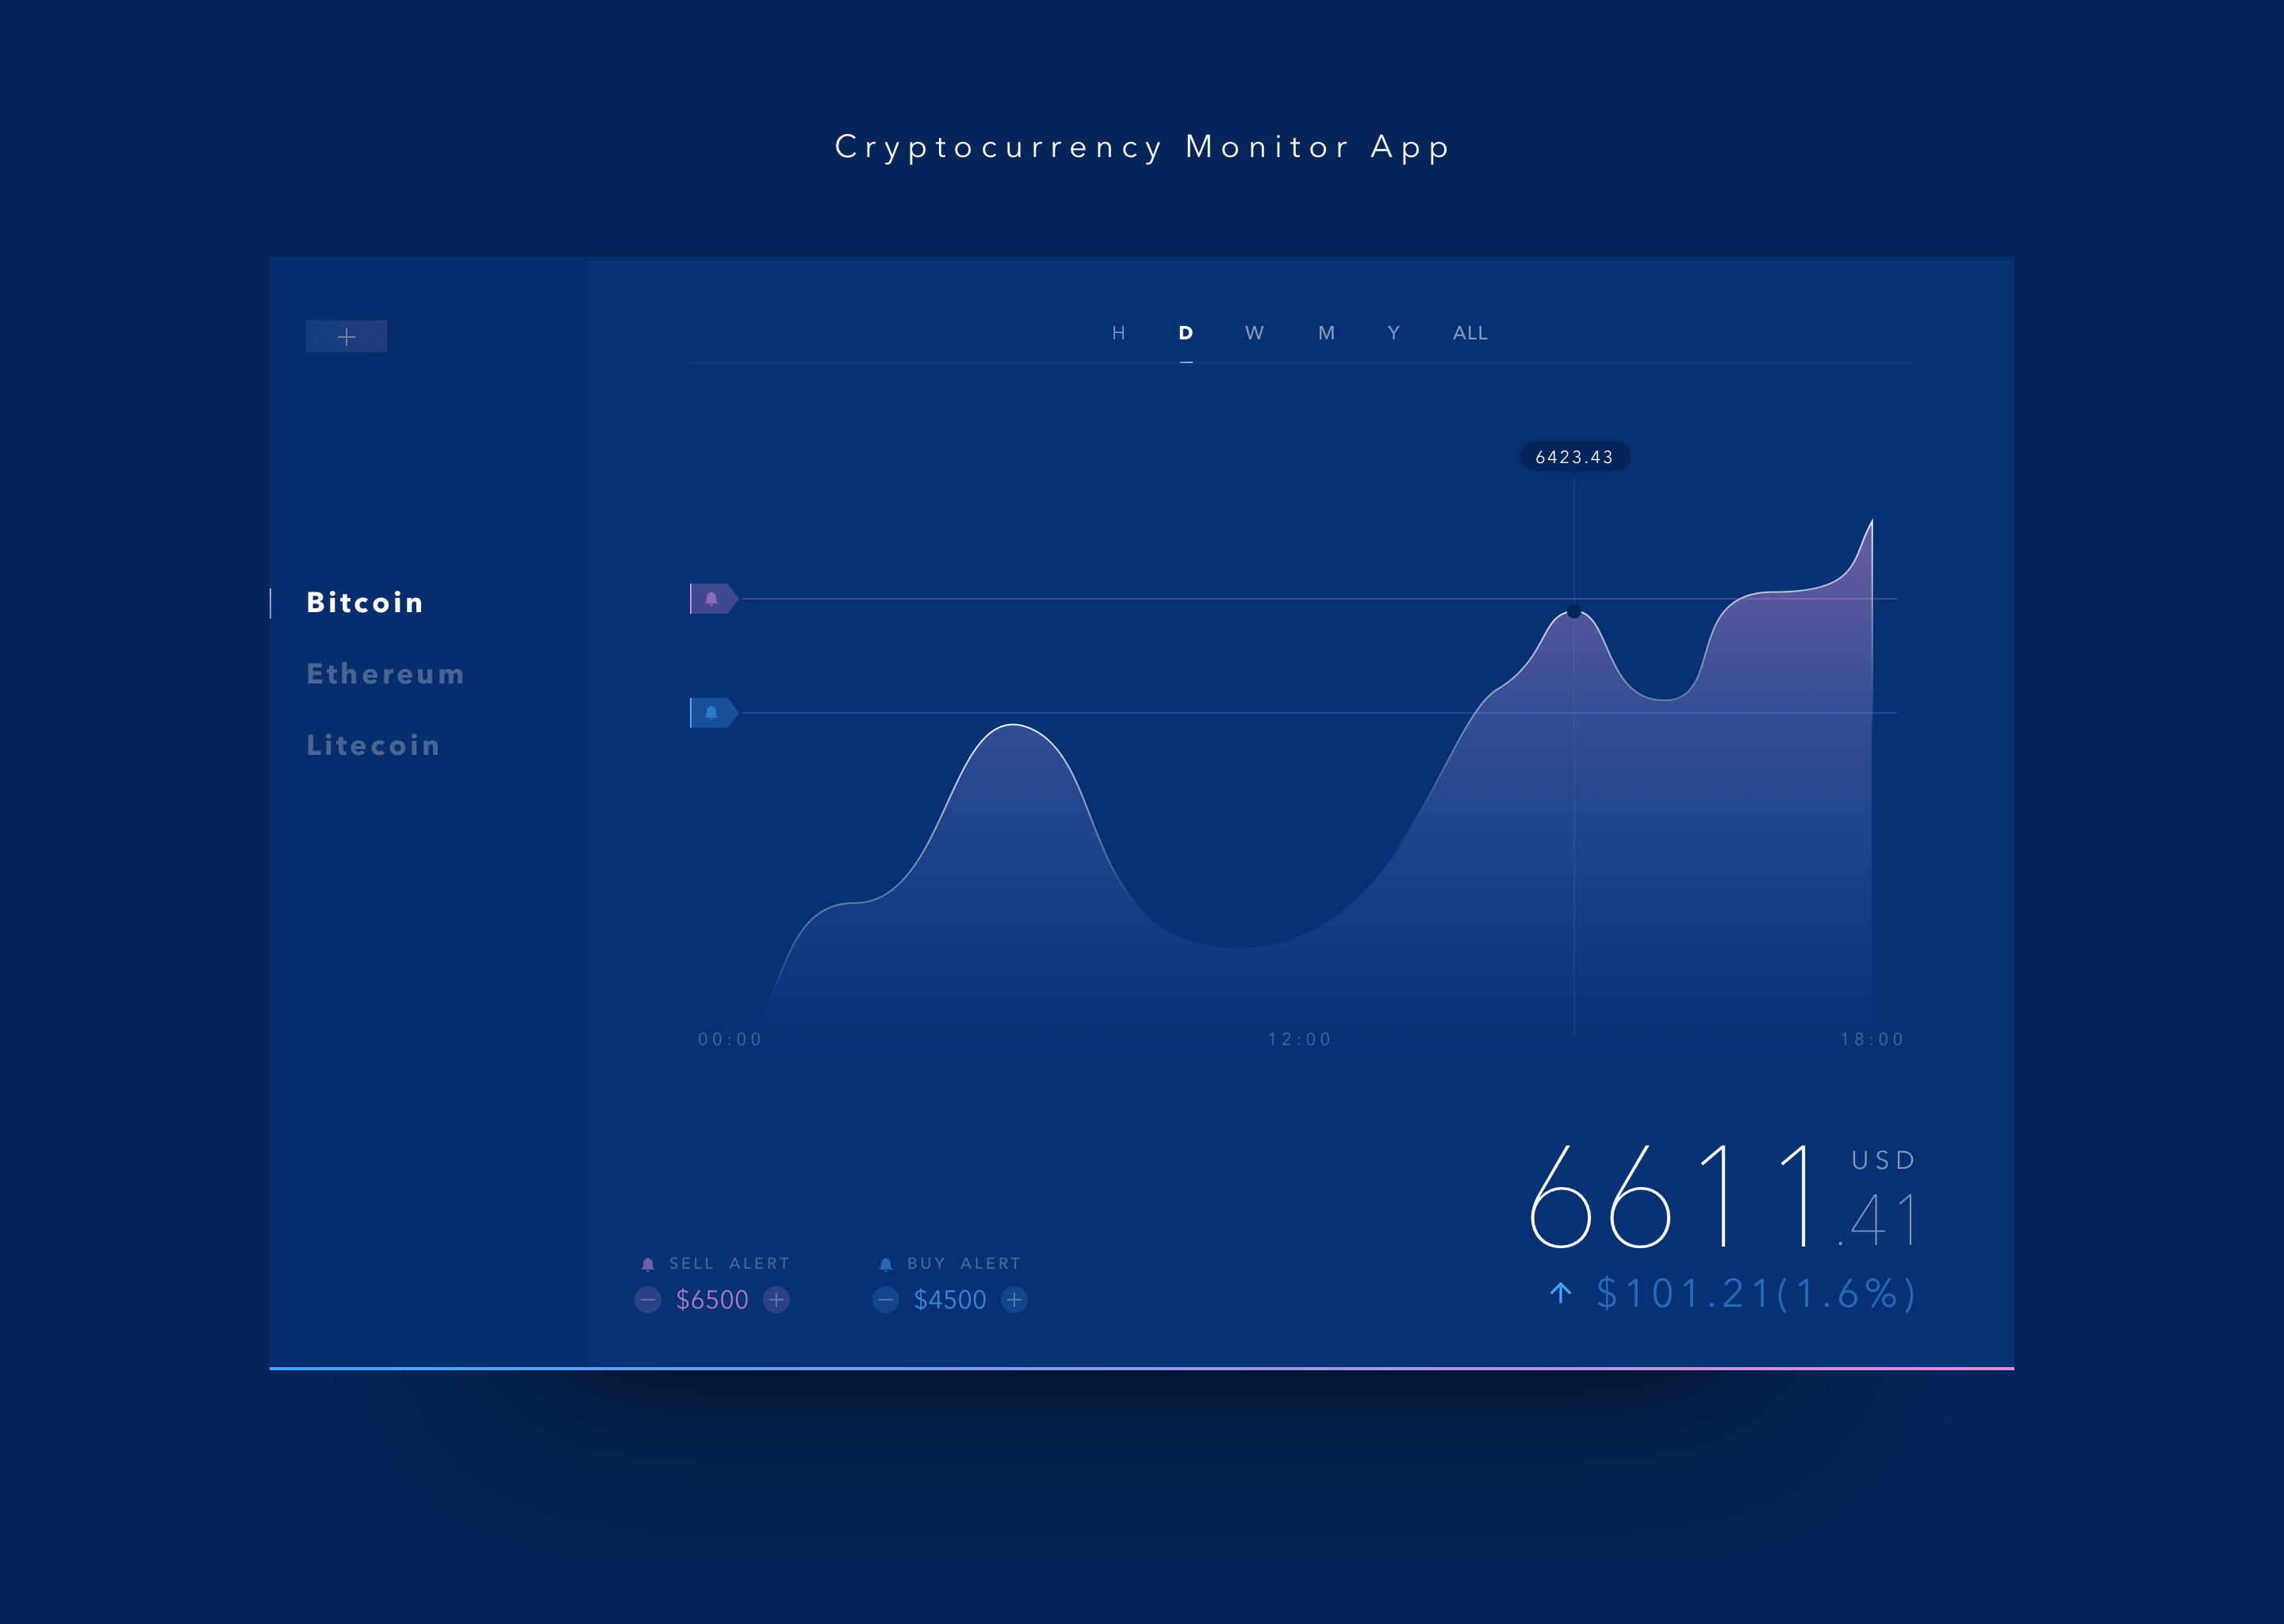 Cryptocurrency Monitor App
H D W M Y ALL
6423.43
Bitcoin
Ethereum
Litecoin
00:00 12:00 18:00
6611.41 USD
$101.21(1.6%)
SELL ALERT
$6500
BUY ALERT
$4500